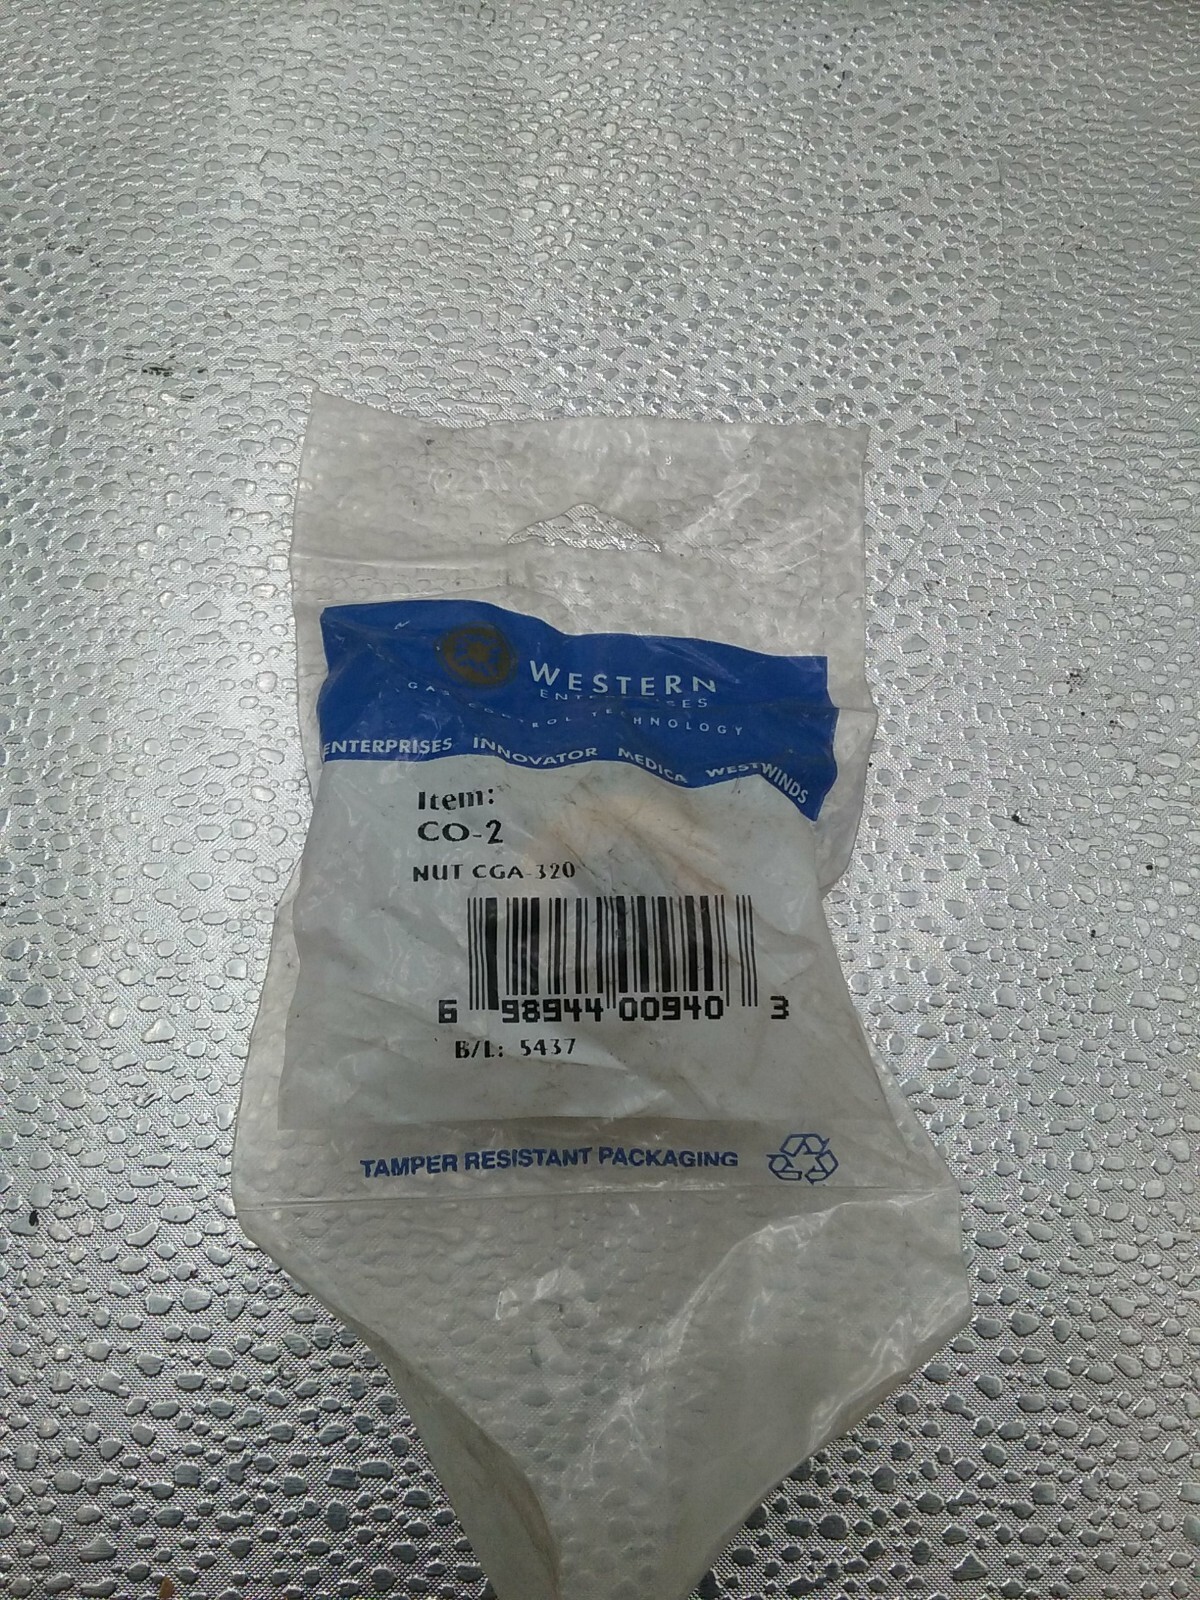 WESTERN
ENTERPRISES
GAS CONTROL TECHNOLOGY
ENTERPRISES INNOVATOR MEDICA WESTWINDS
Item:
CO-2
NUT CGA-320
6 98944 00940 3
B/L: 5437
TAMPER RESISTANT PACKAGING